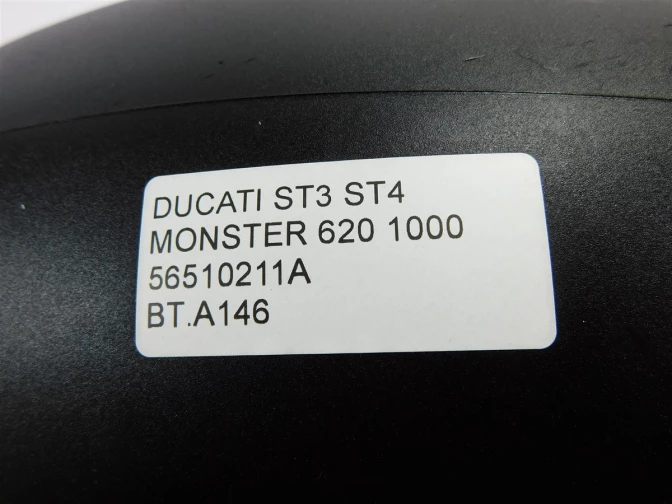 DUCATI ST3 ST4
MONSTER 620 1000
56510211A
BT.A146